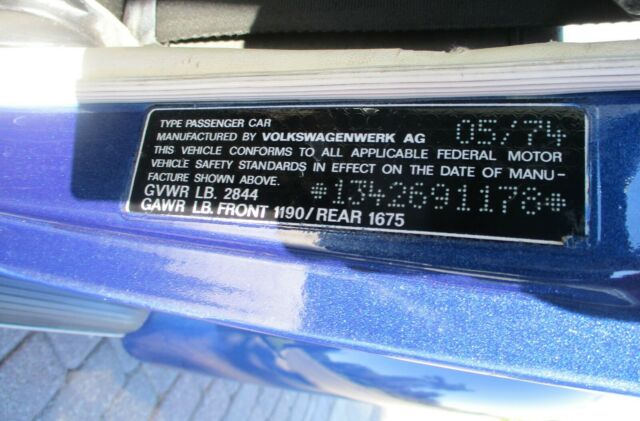 TYPE PASSENGER CAR
MANUFACTURED BY VOLKSWAGENWERK AG 05/74
THIS VEHICLE CONFORMS TO ALL APPLICABLE FEDERAL MOTOR
VEHICLE SAFETY STANDARDS IN EFFECT ON THE DATE OF MANU-
FACTURE SHOWN ABOVE.
GVWR LB. 2844 *1342691178*
GAWR LB. FRONT 1190/REAR 1675